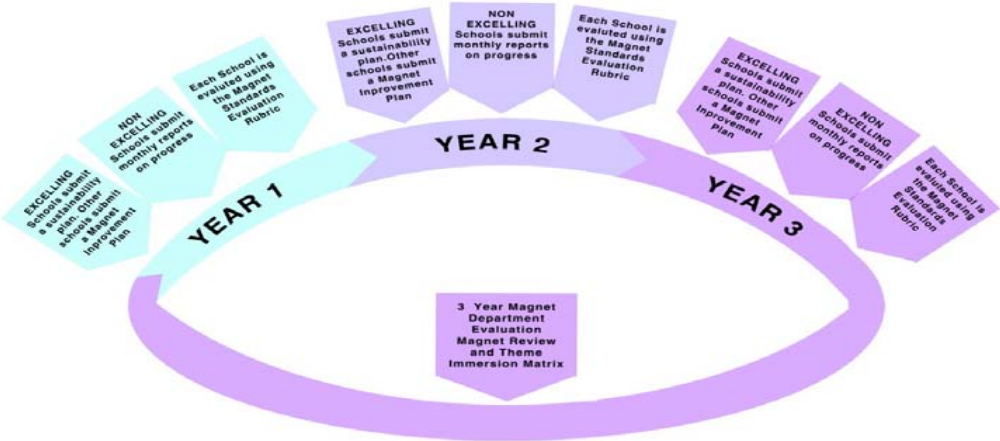 EXCELLING
Schools submit
a sustainability
plan. Other
schools submit
a Magnet
Inprovement
Plan
NON
EXCELLING
Schools submit
monthly reports
on progress
Each School is
evaluted using
the Magnet
Standards
Evaluation
Rubric
YEAR 1
EXCELLING
Schools submit
a sustainability
plan.Other
schools submit
a Magnet
Inprovement
Plan
NON
EXCELLING
Schools submit
monthly reports
on progress
Each School is
evaluted using
the Magnet
Standards
Evaluation
Rubric
YEAR 2
EXCELLING
Schools submit
a sustainability
plan. Other
schools submit
a Magnet
Inprovement
Plan
NON
EXCELLING
Schools submit
monthly reports
on progress
Each School is
evaluted using
the Magnet
Standards
Evaluation
Rubric
YEAR 3
3 Year Magnet
Department
Evaluation
Magnet Review
and Theme
Immersion Matrix